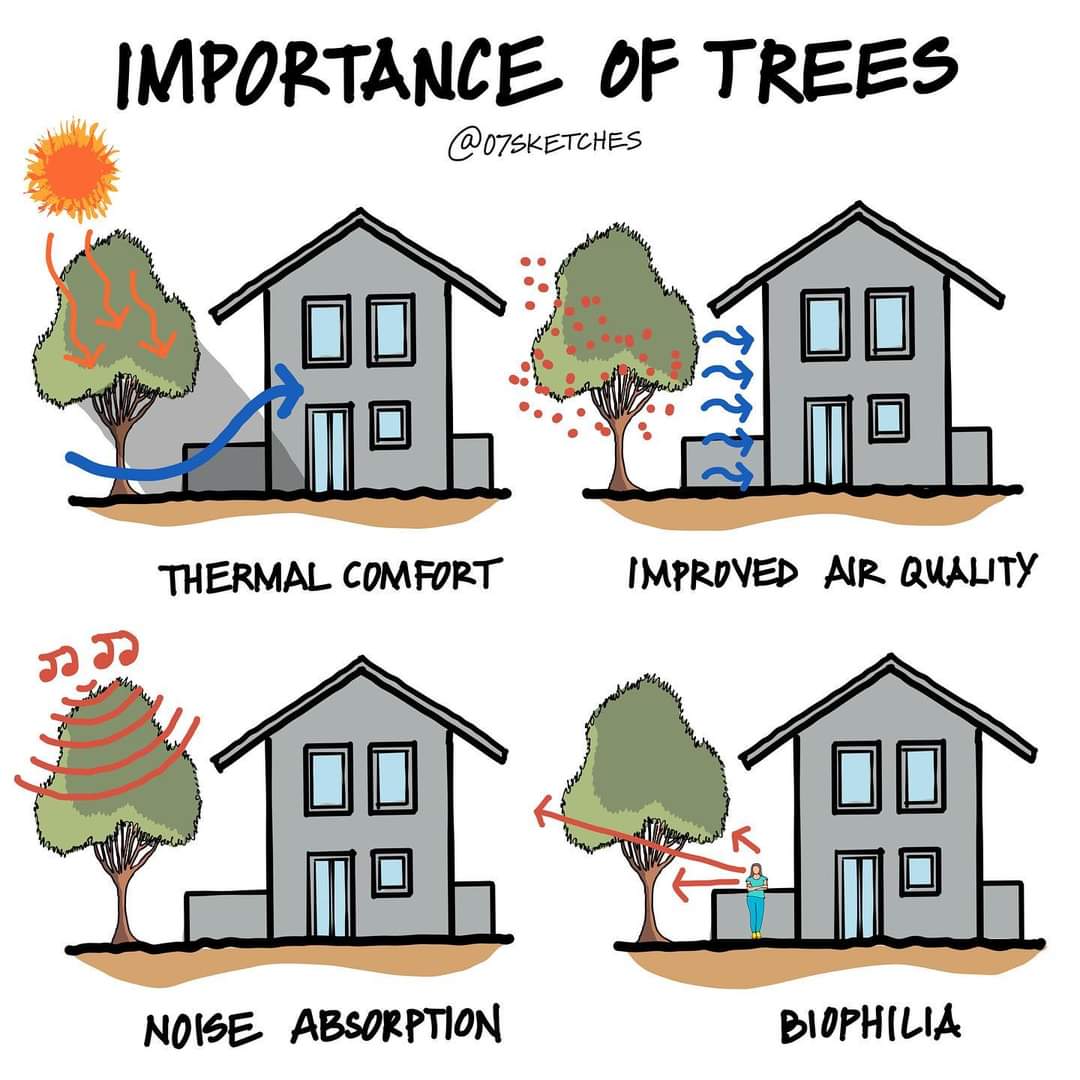 IMPORTANCE OF TREES
@07SKETCHES
THERMAL COMFORT
IMPROVED AIR QUALITY
NOISE ABSORPTION
BIOPHILIA